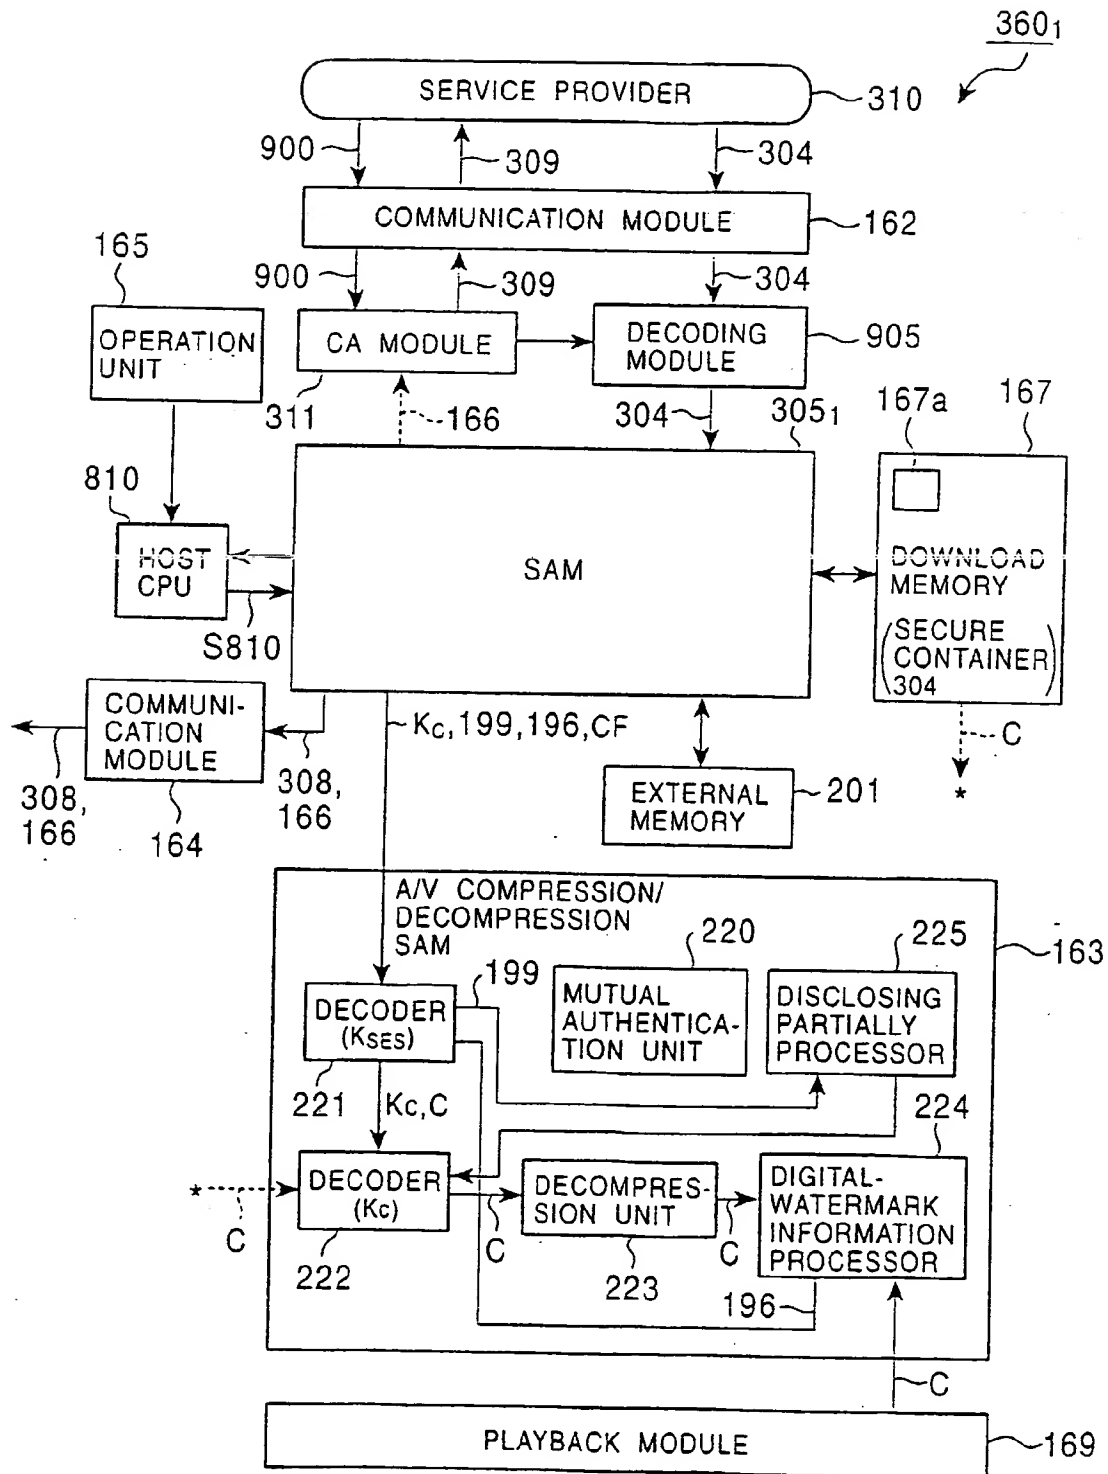 360₁
SERVICE PROVIDER
310
900
309
304
COMMUNICATION MODULE
162
165
900
309
304
OPERATION
UNIT
CA MODULE
DECODING
MODULE
905
311
166
304
305₁
167a
167
810
HOST
CPU
SAM
DOWNLOAD
MEMORY
(SECURE
CONTAINER)
304
S810
COMMUNI-
CATION
MODULE
Kc, 199, 196, CF
C
308,
166
308,
166
164
EXTERNAL
MEMORY
201
*
A/V COMPRESSION/
DECOMPRESSION
SAM
220
225
163
199
DECODER
(KSES)
MUTUAL
AUTHENTICA-
TION UNIT
DISCLOSING
PARTIALLY
PROCESSOR
221
Kc, C
224
*
C
DECODER
(Kc)
C
DECOMPRES-
SION UNIT
C
DIGITAL-
WATERMARK
INFORMATION
PROCESSOR
222
223
196
C
PLAYBACK MODULE
169